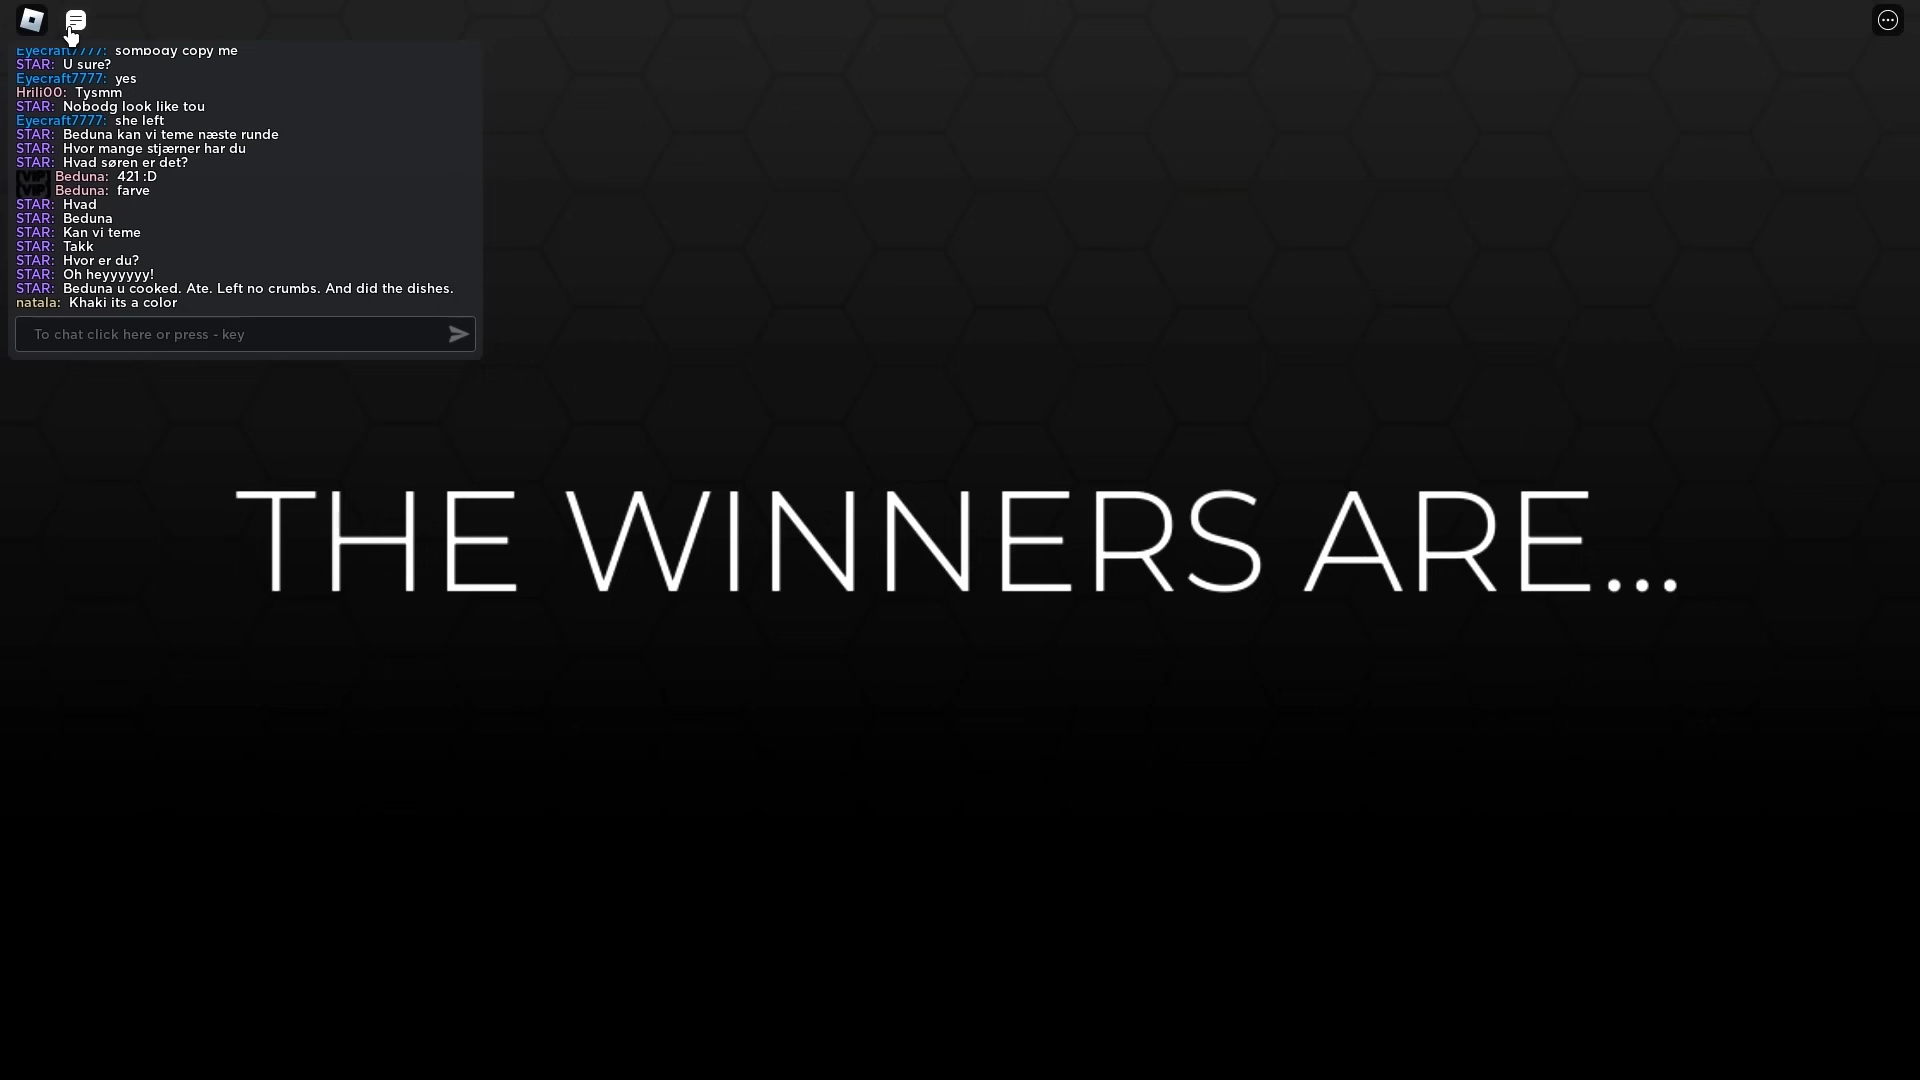 Eyecraft7777: sombody copy me
STAR: U sure?
Eyecraft7777: yes
Hrili00: Tysmm
STAR: Nobodg look like tou
Eyecraft7777: she left
STAR: Beduna kan vi teme næste runde
STAR: Hvor mange stjærner har du
STAR: Hvad søren er det?
[VIP] Beduna: 421 :D
[VIP] Beduna: farve
STAR: Hvad
STAR: Beduna
STAR: Kan vi teme
STAR: Takk
STAR: Hvor er du?
STAR: Oh heyyyyyy!
STAR: Beduna u cooked. Ate. Left no crumbs. And did the dishes.
natala: Khaki its a color
To chat click here or press - key
THE WINNERS ARE...